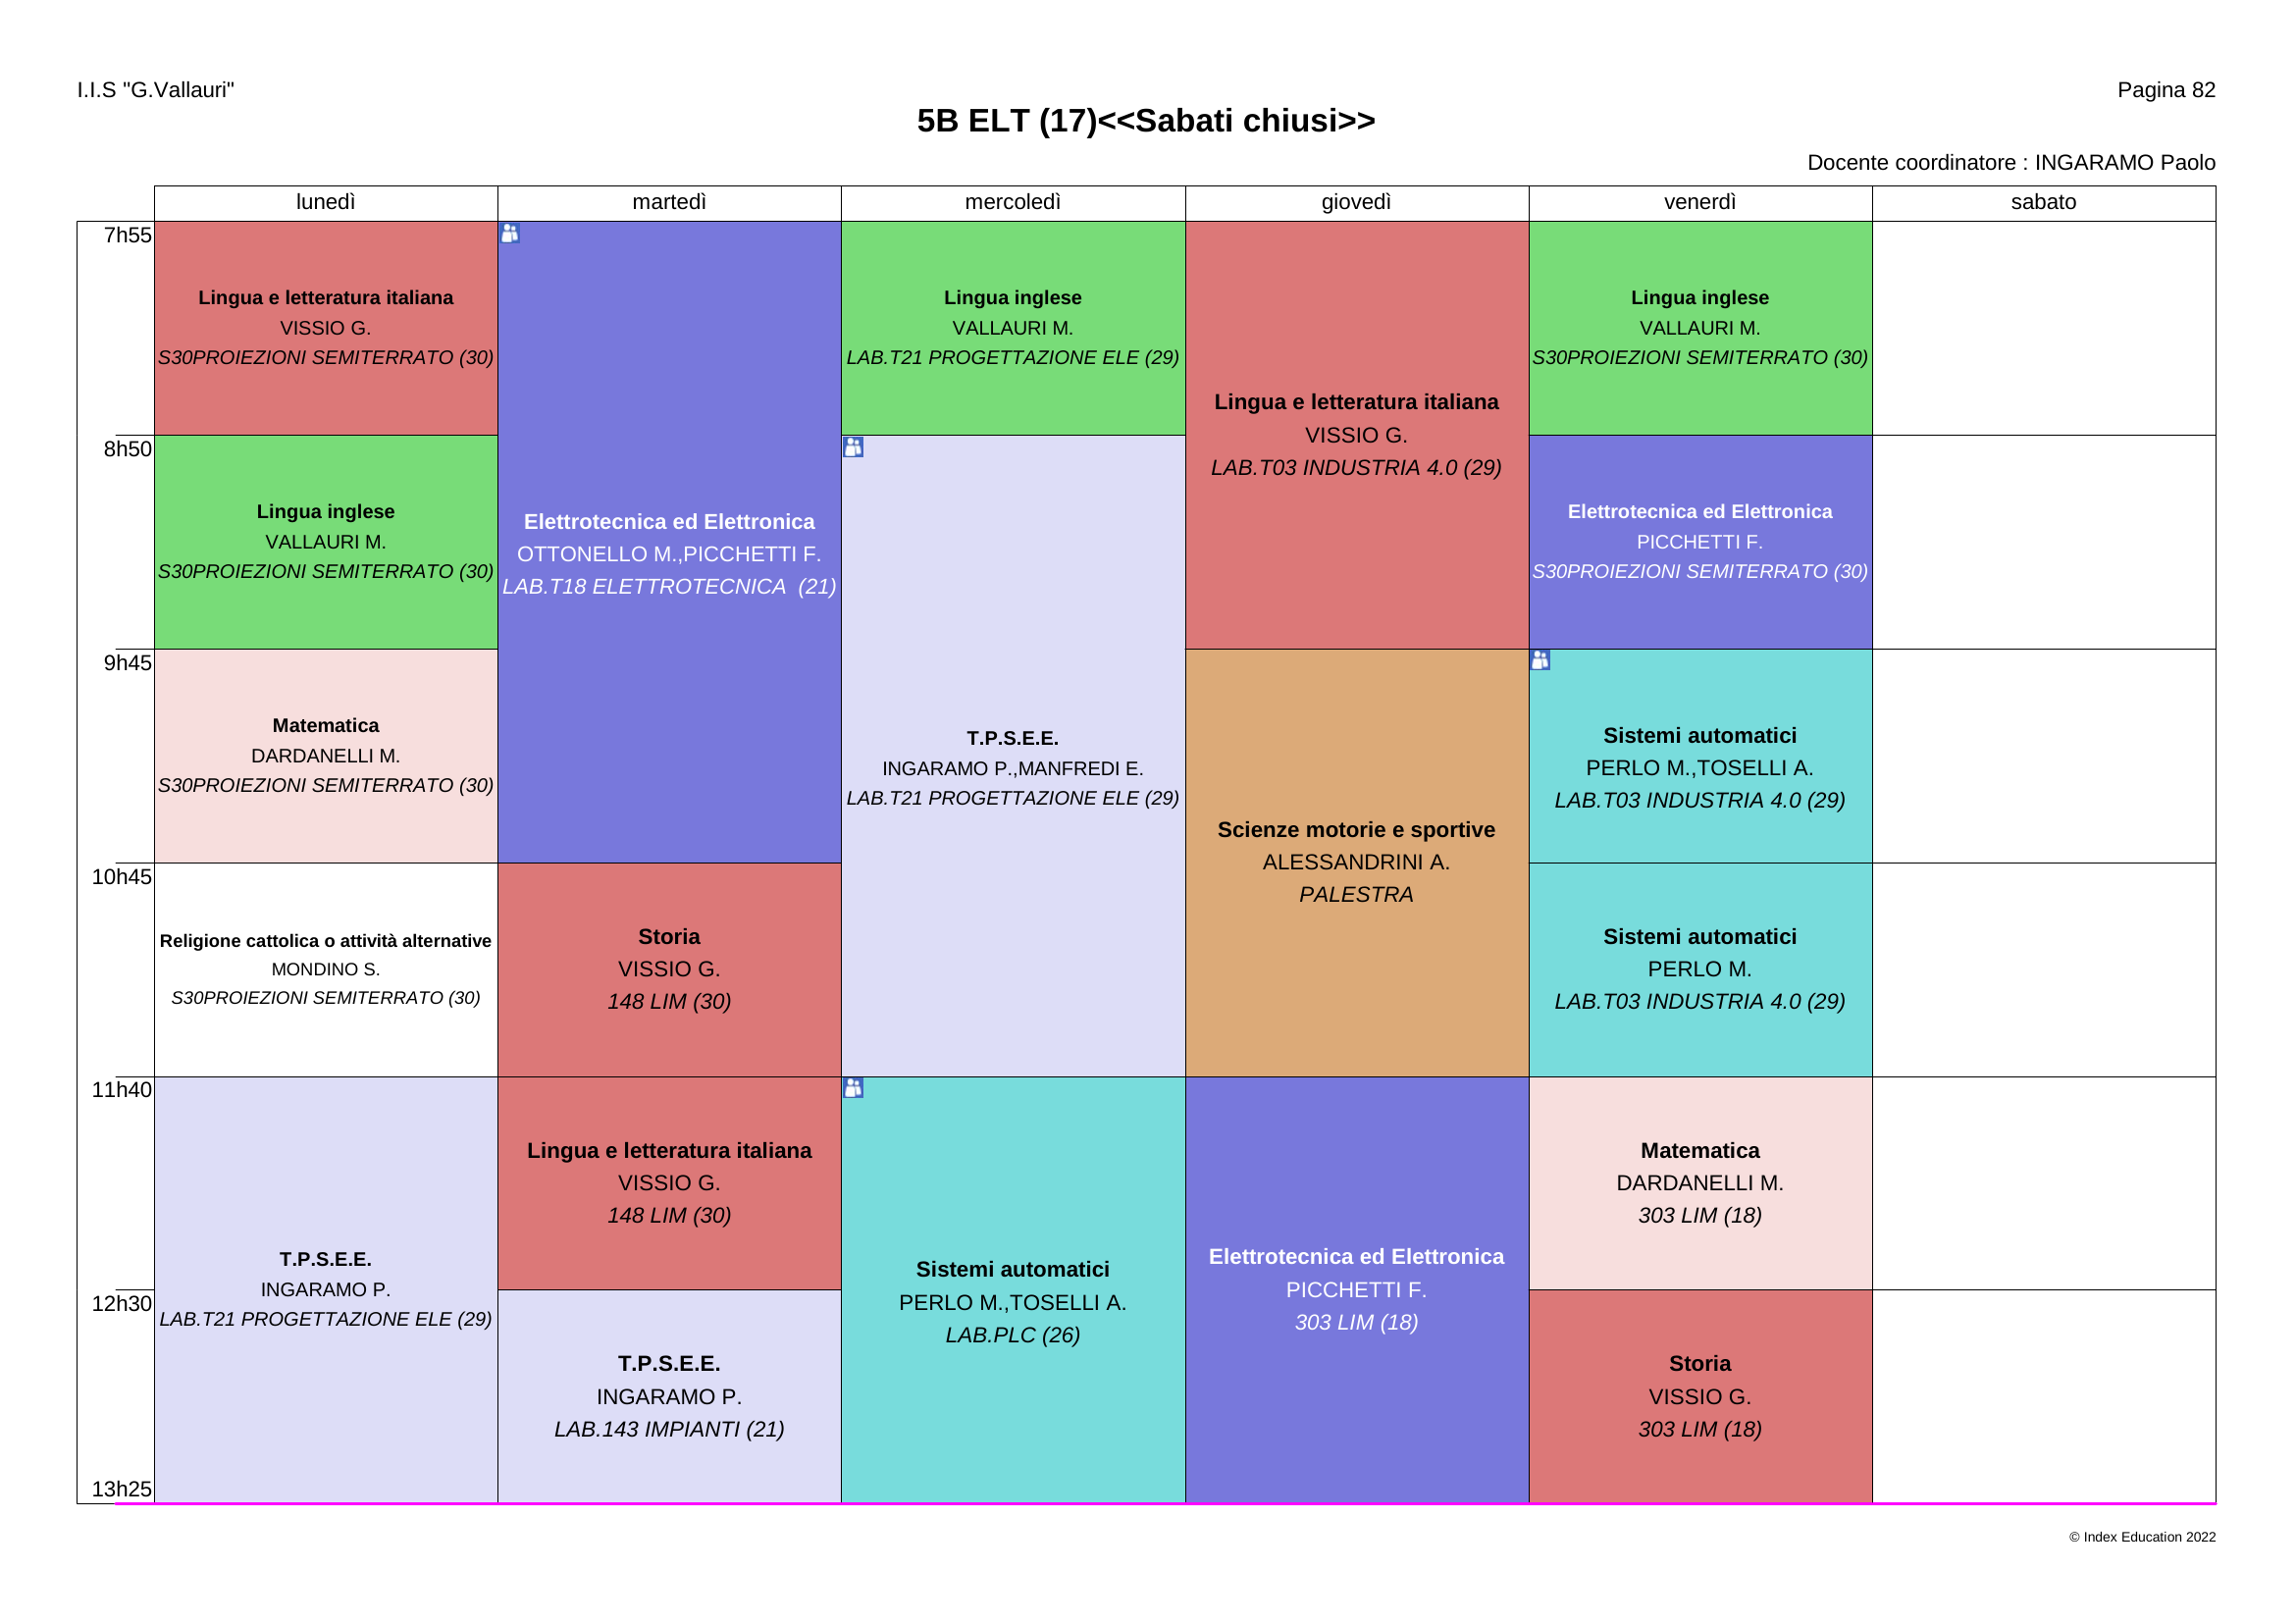 I.I.S "G.Vallauri"
Pagina 82
5B ELT (17)<<Sabati chiusi>>
Docente coordinatore : INGARAMO Paolo
lunedì
martedì
mercoledì
giovedì
venerdì
sabato
7h55
8h50
9h45
10h45
11h40
12h30
13h25
Lingua e letteratura italiana
VISSIO G.
S30PROIEZIONI SEMITERRATO (30)
Lingua inglese
VALLAURI M.
S30PROIEZIONI SEMITERRATO (30)
Matematica
DARDANELLI M.
S30PROIEZIONI SEMITERRATO (30)
Religione cattolica o attività alternative
MONDINO S.
S30PROIEZIONI SEMITERRATO (30)
T.P.S.E.E.
INGARAMO P.
LAB.T21 PROGETTAZIONE ELE (29)
Elettrotecnica ed Elettronica
OTTONELLO M.,PICCHETTI F.
LAB.T18 ELETTROTECNICA  (21)
Storia
VISSIO G.
148 LIM (30)
Lingua e letteratura italiana
VISSIO G.
148 LIM (30)
T.P.S.E.E.
INGARAMO P.
LAB.143 IMPIANTI (21)
Lingua inglese
VALLAURI M.
LAB.T21 PROGETTAZIONE ELE (29)
T.P.S.E.E.
INGARAMO P.,MANFREDI E.
LAB.T21 PROGETTAZIONE ELE (29)
Sistemi automatici
PERLO M.,TOSELLI A.
LAB.PLC (26)
Lingua e letteratura italiana
VISSIO G.
LAB.T03 INDUSTRIA 4.0 (29)
Scienze motorie e sportive
ALESSANDRINI A.
PALESTRA
Elettrotecnica ed Elettronica
PICCHETTI F.
303 LIM (18)
Lingua inglese
VALLAURI M.
S30PROIEZIONI SEMITERRATO (30)
Elettrotecnica ed Elettronica
PICCHETTI F.
S30PROIEZIONI SEMITERRATO (30)
Sistemi automatici
PERLO M.,TOSELLI A.
LAB.T03 INDUSTRIA 4.0 (29)
Sistemi automatici
PERLO M.
LAB.T03 INDUSTRIA 4.0 (29)
Matematica
DARDANELLI M.
303 LIM (18)
Storia
VISSIO G.
303 LIM (18)
© Index Education 2022